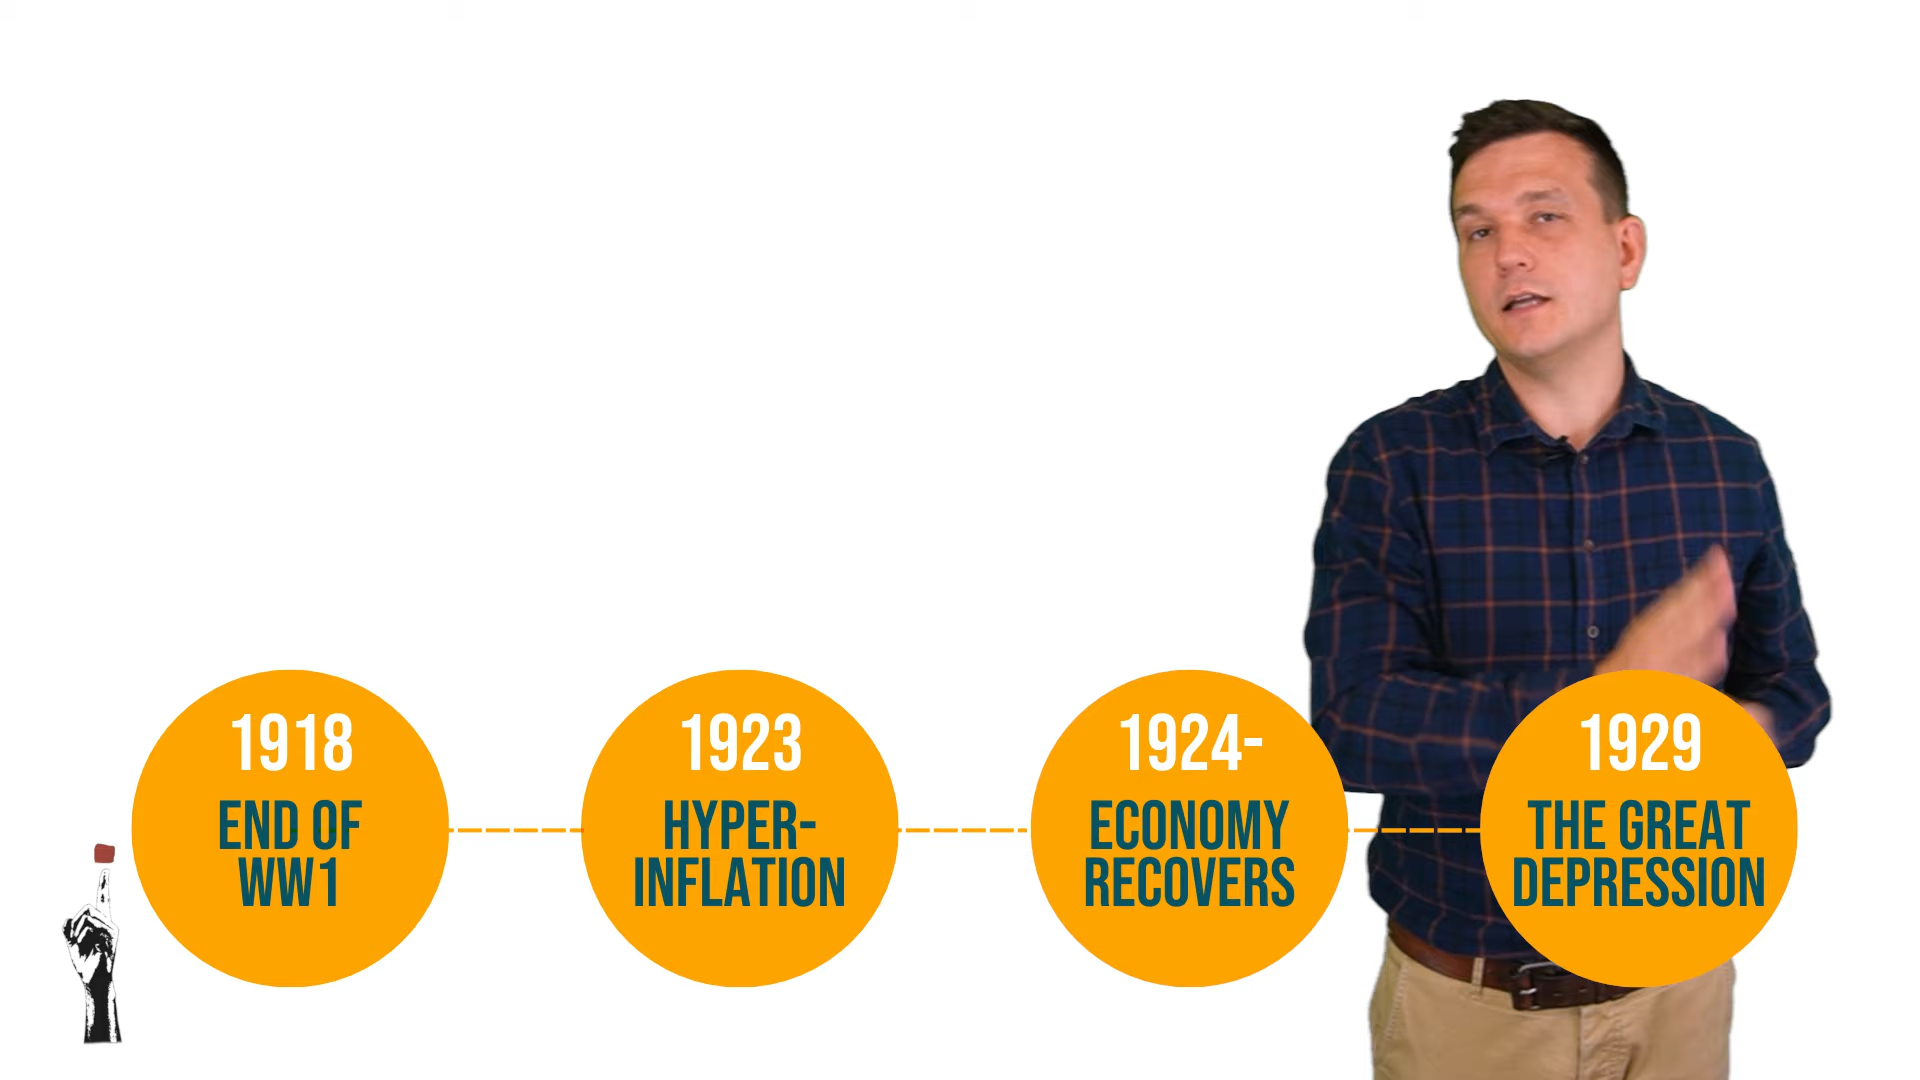 1918
END OF
WW1
1923
HYPER-
INFLATION
1924-
ECONOMY
RECOVERS
1929
THE GREAT
DEPRESSION